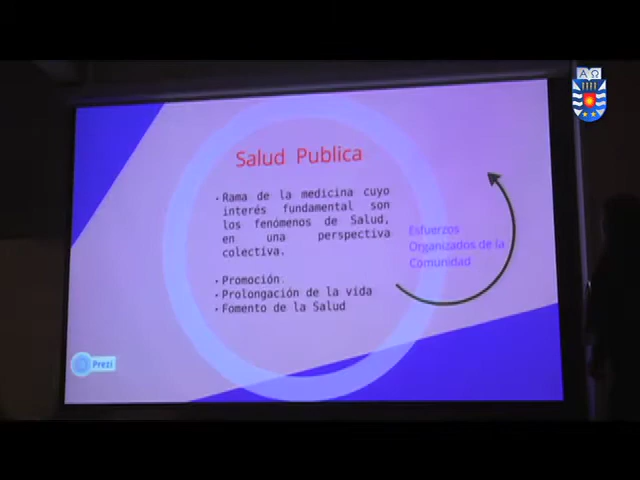 Α Ω
Salud Publica
• Rama de la medicina cuyo
interés fundamental son
los fenómenos de Salud,
en una perspectiva
colectiva.
• Promoción.
• Prolongación de la vida
• Fomento de la Salud
Esfuerzos
Organizados de la
Comunidad
Prezi